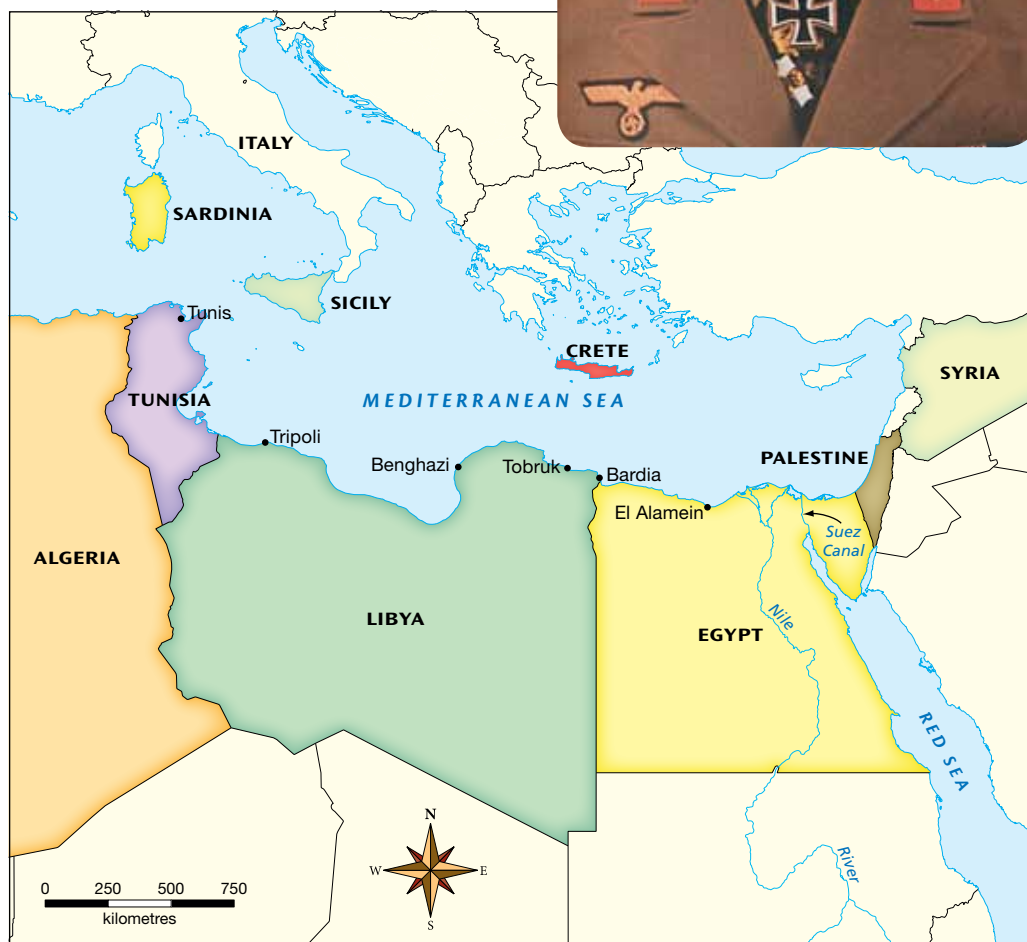 ITALY
SARDINIA
SICILY
Tunis
CRETE
SYRIA
TUNISIA
MEDITERRANEAN SEA
Tripoli
Benghazi
Tobruk
Bardia
PALESTINE
El Alamein
Suez
Canal
ALGERIA
LIBYA
Nile
EGYPT
RED SEA
N
W
E
S
River
0 250 500 750
kilometres